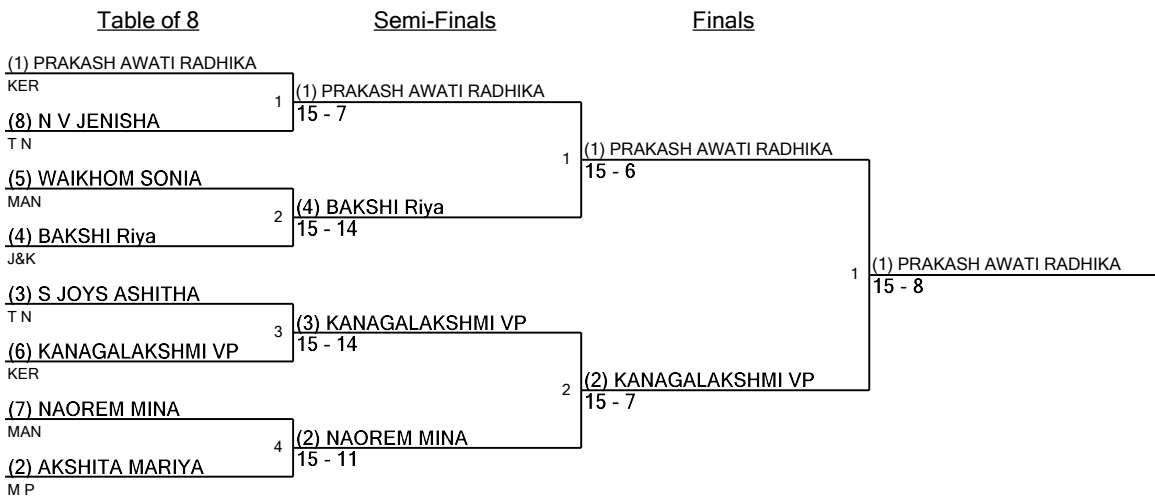 Table of 8 Semi-Finals Finals
(1) PRAKASH AWATI RADHIKA
KER
1 (1) PRAKASH AWATI RADHIKA
15 - 7
(8) N V JENISHA
T N
1 (1) PRAKASH AWATI RADHIKA
15 - 6
(5) WAIKHOM SONIA
MAN
2 (4) BAKSHI Riya
15 - 14
(4) BAKSHI Riya
J&K
1 (1) PRAKASH AWATI RADHIKA
15 - 8
(3) S JOYS ASHITHA
T N
3 (3) KANAGALAKSHMI VP
15 - 14
(6) KANAGALAKSHMI VP
KER
2 (2) KANAGALAKSHMI VP
15 - 7
(7) NAOREM MINA
MAN
4 (2) NAOREM MINA
15 - 11
(2) AKSHITA MARIYA
M P